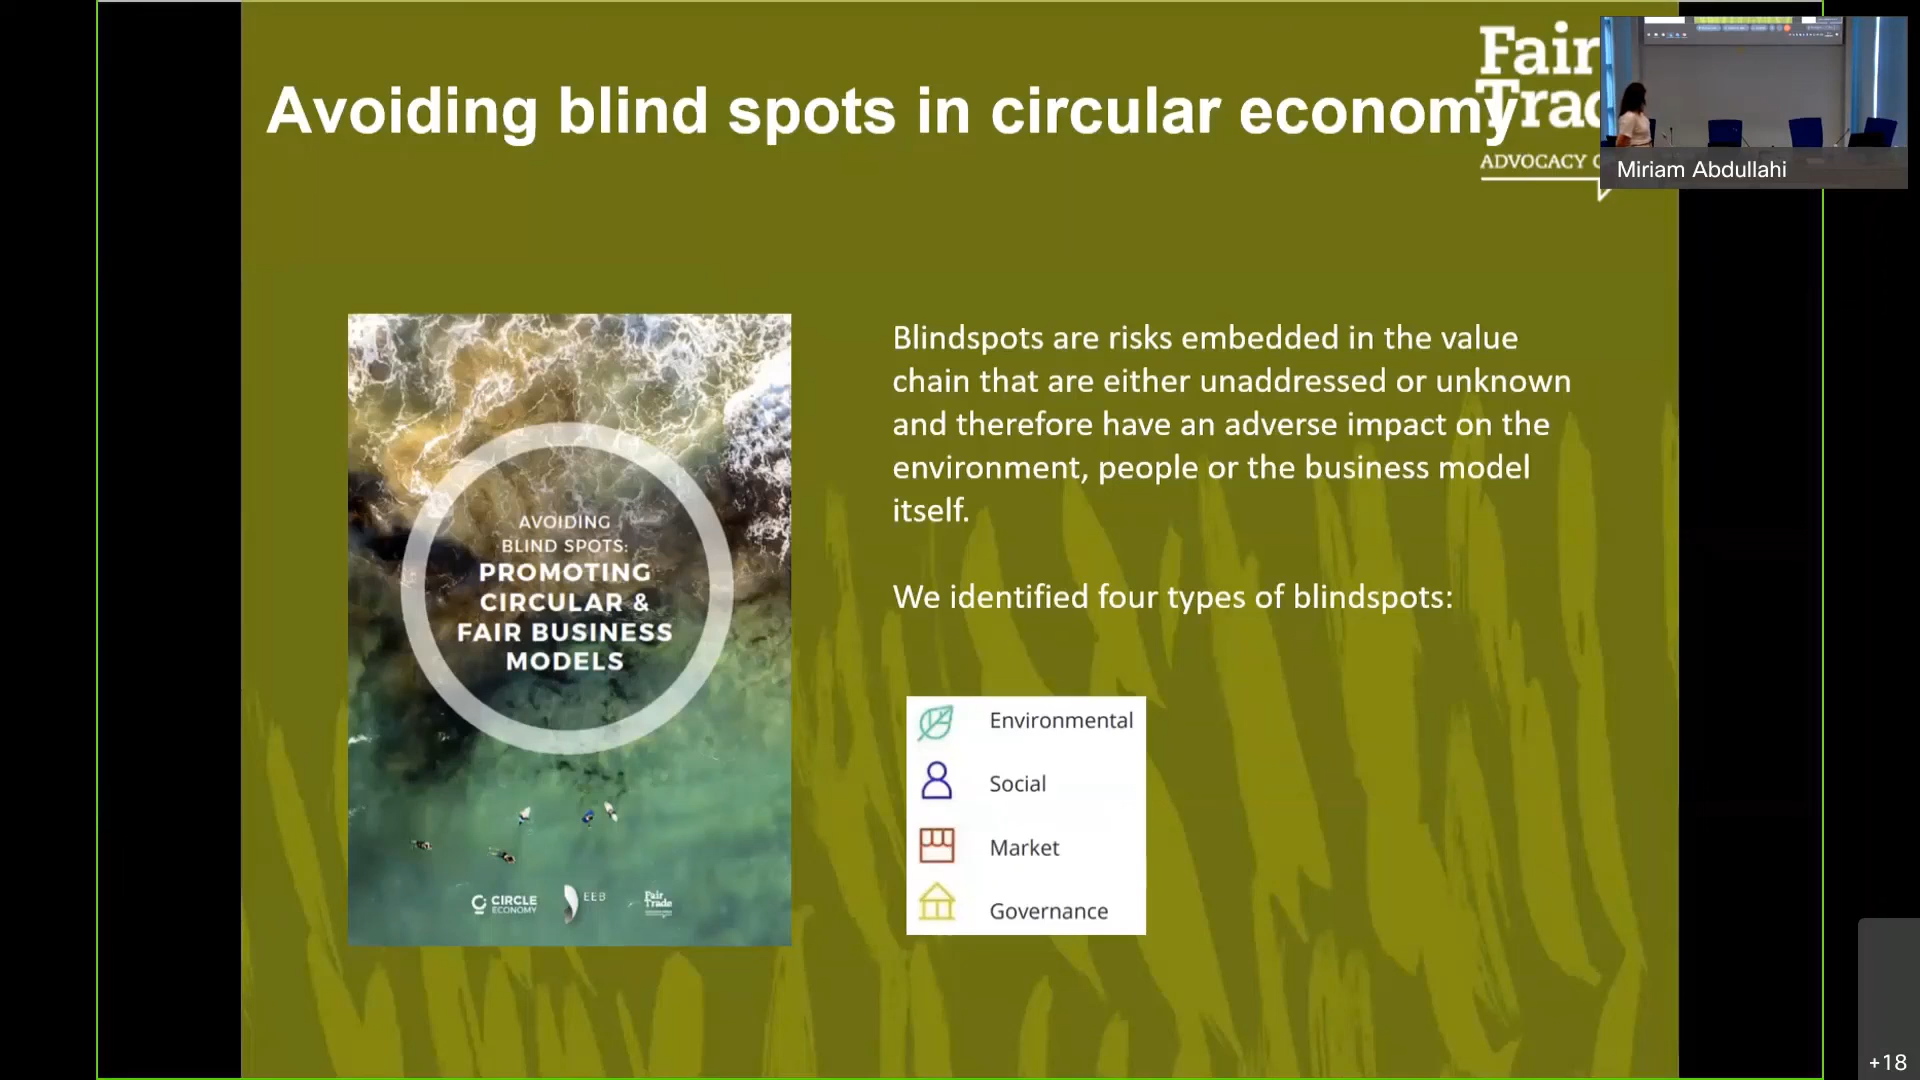 Avoiding blind spots in circular economy
Fair
Trad
ADVOCACY
Miriam Abdullahi
Blindspots are risks embedded in the value
chain that are either unaddressed or unknown
and therefore have an adverse impact on the
environment, people or the business model
itself.
We identified four types of blindspots:
AVOIDING
BLIND SPOTS:
PROMOTING
CIRCULAR &
FAIR BUSINESS
MODELS
CIRCLE
ECONOMY
EEB
Fair
Trade
Environmental
Social
Market
Governance
+18